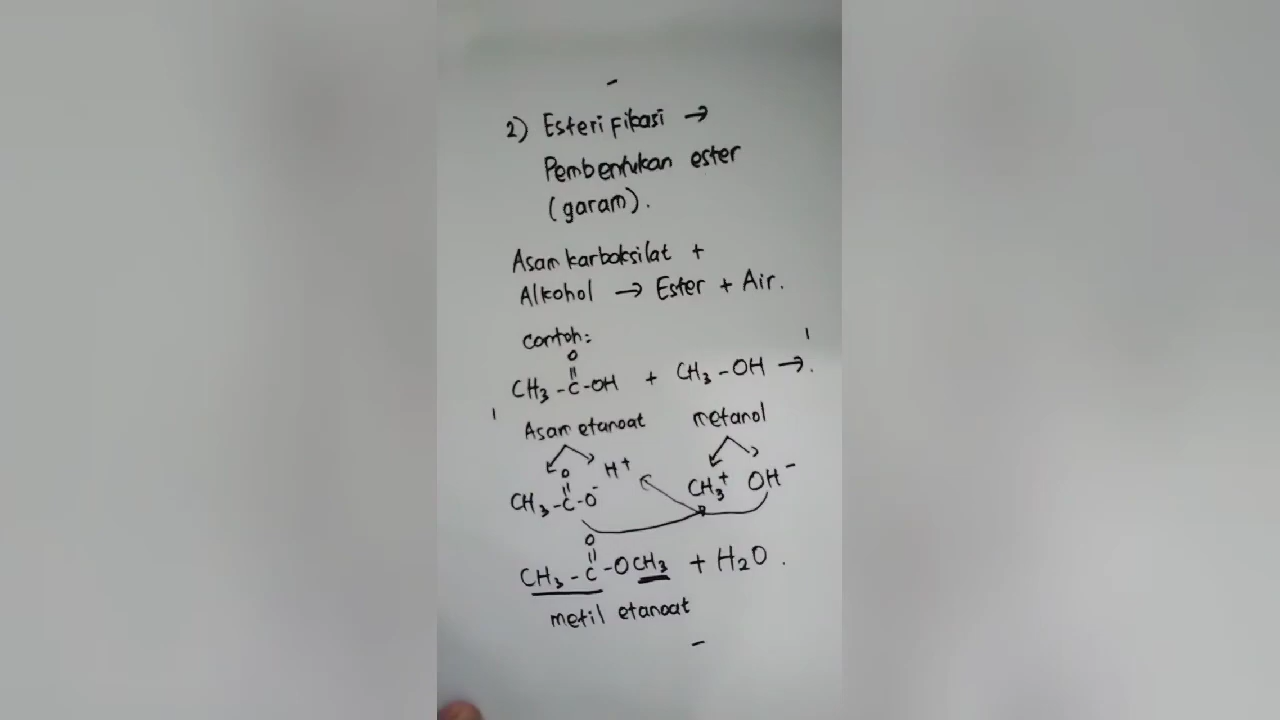 2) Esterifikasi →
Pembentukan ester
(garam).
Asam karboksilat +
Alkohol → Ester + Air.
contoh:
O
||
CH₃ - C - OH + CH₃ - OH → .
Asam etanoat metanol
O
||
CH₃ - C - O⁻ H⁺ CH₃⁺ OH⁻
O
||
CH₃ - C - OCH₃ + H₂O .
metil etanoat